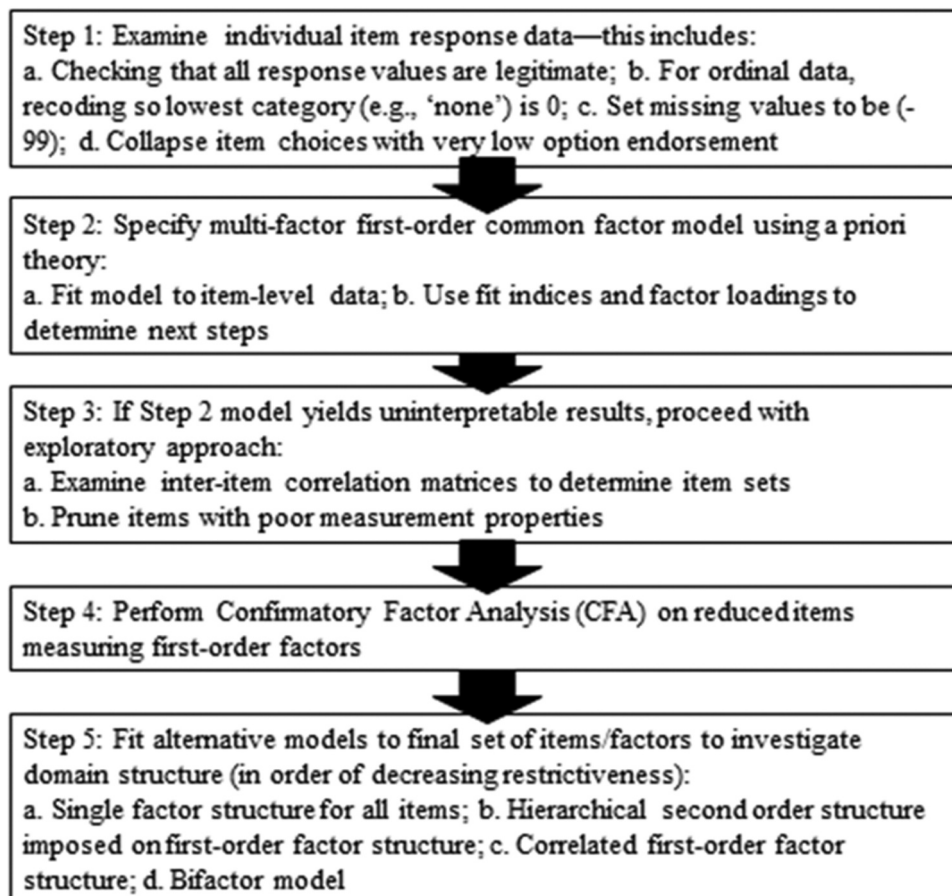 Step 1: Examine individual item response data—this includes:
a. Checking that all response values are legitimate; b. For ordinal data,
recoding so lowest category (e.g., ‘none’) is 0; c. Set missing values to be (-
99); d. Collapse item choices with very low option endorsement
Step 2: Specify multi-factor first-order common factor model using a priori
theory:
a. Fit model to item-level data; b. Use fit indices and factor loadings to
determine next steps
Step 3: If Step 2 model yields uninterpretable results, proceed with
exploratory approach:
a. Examine inter-item correlation matrices to determine item sets
b. Prune items with poor measurement properties
Step 4: Perform Confirmatory Factor Analysis (CFA) on reduced items
measuring first-order factors
Step 5: Fit alternative models to final set of items/factors to investigate
domain structure (in order of decreasing restrictiveness):
a. Single factor structure for all items; b. Hierarchical second order structure
imposed on first-order factor structure; c. Correlated first-order factor
structure; d. Bifactor model